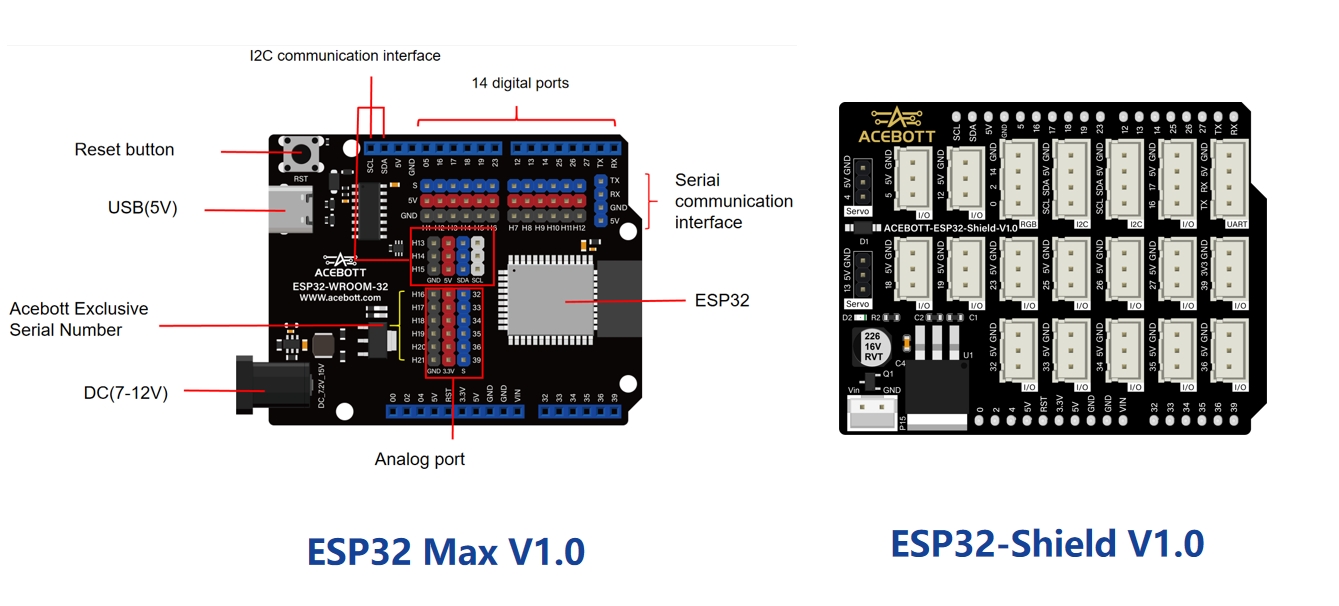 I2C communication interface
14 digital ports
Reset button
USB(5V)
Acebott Exclusive
Serial Number
DC(7-12V)
Seriai
communication
interface
ESP32
Analog port
RST
SCL SDA 5V GND 05 16 17 18 19 23 12 13 14 25 26 27 TX RX
S
5V
GND
TX
RX
GND
5V
H1 H2 H3 H4 H5 H6 H7 H8 H9 H10 H11 H12
H13
H14
H15
GND 5V SDA SCL
ACEBOTT
ESP32-WROOM-32
WWW.acebott.com
H16 32
H17 33
H18 34
H19 35
H20 36
H21 39
GND 3.3V S
DC_7.2V_15V
00 02 04 5V RST 3.3V 5V GND GND VIN 32 33 34 35 36 39
ESP32 Max V1.0
ACEBOTT
SCL SDA 5V GND 5 16 17 18 19 23 12 13 14 25 26 27 TX RX
4 5V GND
Servo
5 5V GND
I/O
12 5V GND
I/O
0 2 14 GND
RGB
SCL SDA 5V GND
I2C
SCL SDA 5V GND
I2C
17 16 5V GND
I/O
TX RX 5V GND
UART
D1
ACEBOTT-ESP32-Shield-V1.0
13 5V GND
Servo
18 5V GND
I/O
19 5V GND
I/O
23 5V GND
I/O
25 5V GND
I/O
26 5V GND
I/O
27 5V GND
I/O
39 3V3 GND
I/O
D2 R2 C2 C1
226
16V
RVT
C4
U1
Q1
Vin GND
P15
32 5V GND
I/O
33 5V GND
I/O
34 5V GND
I/O
35 5V GND
I/O
36 5V GND
I/O
0 2 4 5V RST 3.3V 5V GND GND VIN 32 33 34 35 36 39
ESP32-Shield V1.0